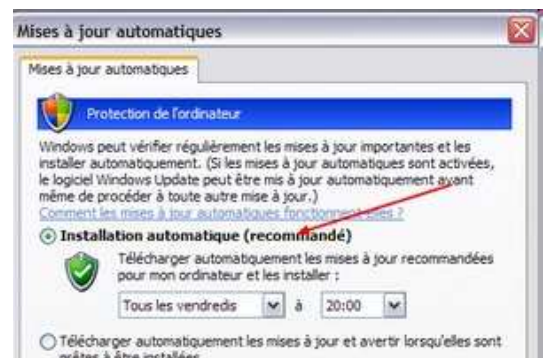 Mises à jour automatiques
Mises à jour automatiques
Protection de l'ordinateur
Windows peut vérifier régulièrement les mises à jour importantes et les
installer automatiquement. (Si les mises à jour automatiques sont activées,
le logiciel Windows Update peut être mis à jour automatiquement avant
même de procéder à toute autre mise à jour.)
Comment les mises à jour automatiques fonctionnent-elles ?
Installation automatique (recommandé)
Télécharger automatiquement les mises à jour recommandées
pour mon ordinateur et les installer :
Tous les vendredis à 20:00
Télécharger automatiquement les mises à jour et avertir lorsqu'elles sont
prêtes à être installées